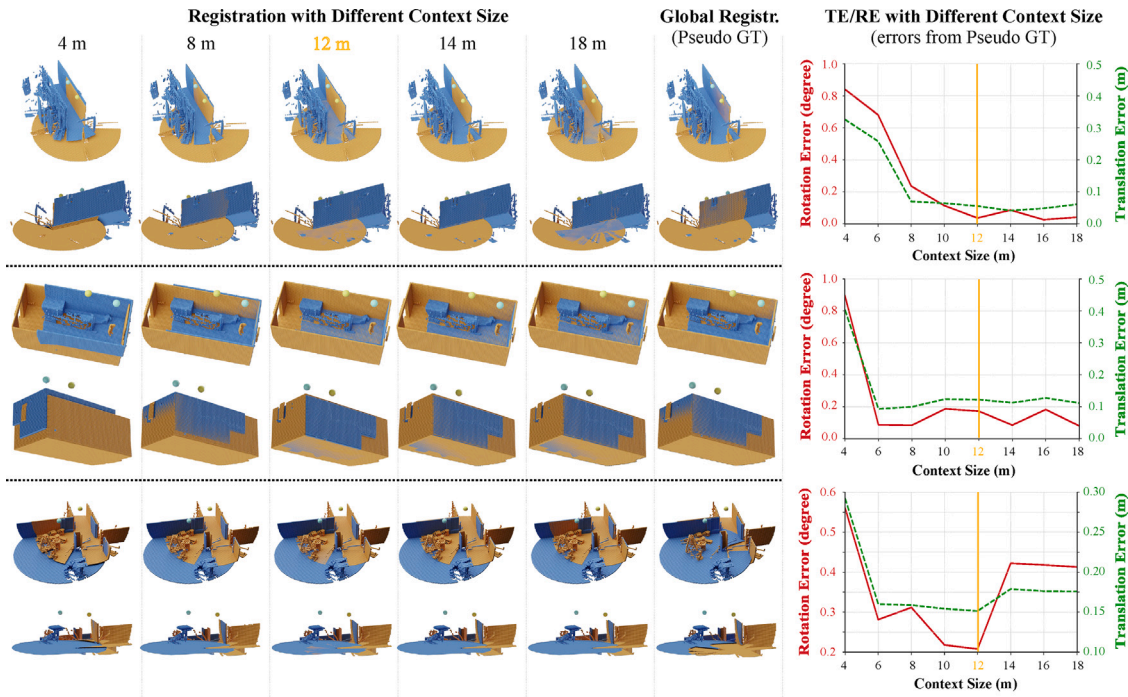 Registration with Different Context Size
Global Registr.
(Pseudo GT)
TE/RE with Different Context Size
(errors from Pseudo GT)
4 m
8 m
12 m
14 m
18 m
Rotation Error (degree)
1.0
0.8
0.6
0.4
0.2
0.0
0.5
0.4
0.3
0.2
0.1
0.0
Translation Error (m)
4 6 8 10 12 14 16 18
Context Size (m)
Rotation Error (degree)
1.0
0.8
0.6
0.4
0.2
0.0
0.5
0.4
0.3
0.2
0.1
0.0
Translation Error (m)
4 6 8 10 12 14 16 18
Context Size (m)
Rotation Error (degree)
0.6
0.4
0.3
0.2
0.30
0.20
0.15
0.10
Translation Error (m)
4 6 8 10 12 14 16 18
Context Size (m)